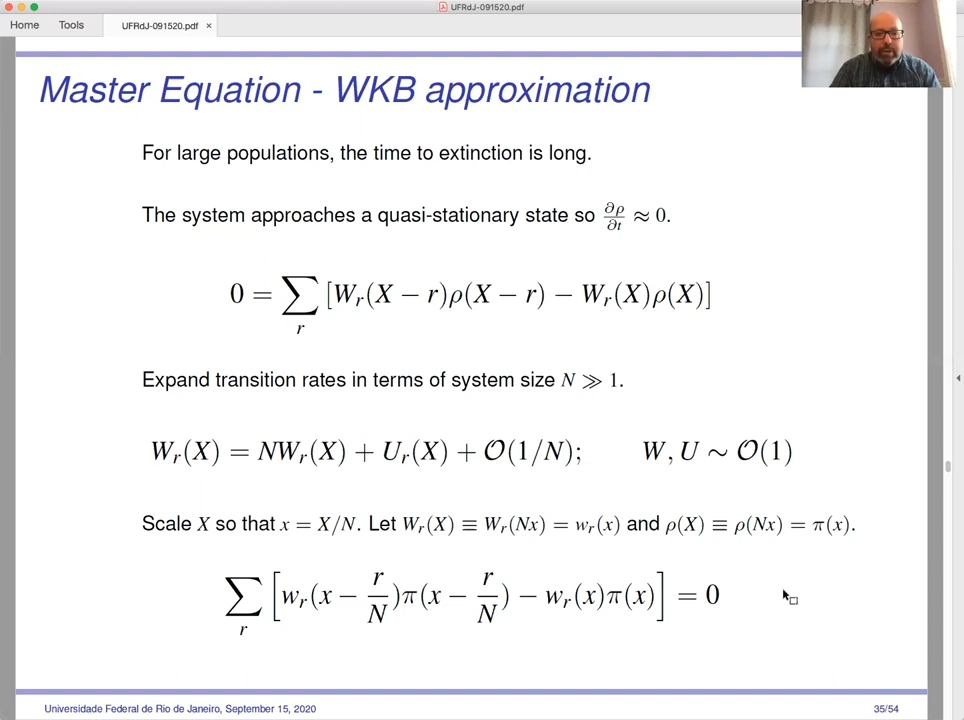 UFRdJ-091520.pdf
Home Tools UFRdJ-091520.pdf ×
Master Equation - WKB approximation
For large populations, the time to extinction is long.
The system approaches a quasi-stationary state so ∂ρ/∂t ≈ 0.
0 = ∑_r [W_r(X − r)ρ(X − r) − W_r(X)ρ(X)]
Expand transition rates in terms of system size N ≫ 1.
W_r(X) = NW_r(X) + U_r(X) + 𝒪(1/N); W, U ∼ 𝒪(1)
Scale X so that x = X/N. Let W_r(X) ≡ W_r(Nx) = w_r(x) and ρ(X) ≡ ρ(Nx) = π(x).
∑_r [w_r(x − r/N)π(x − r/N) − w_r(x)π(x)] = 0
Universidade Federal de Rio de Janeiro, September 15, 2020 35/54